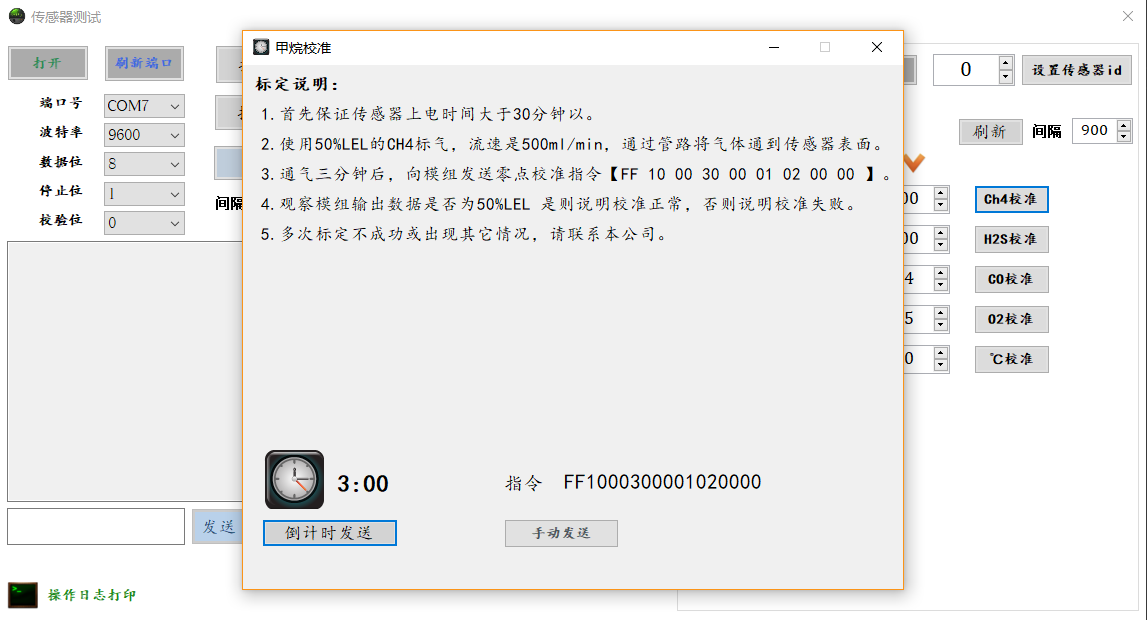 传感器测试
打开
刷新端口
端口号
COM7
波特率
9600
数据位
8
停止位
1
校验位
0
间隔
发送
操作日志打印
甲烷校准
标定说明：
1.首先保证传感器上电时间大于30分钟以。
2.使用50%LEL的CH4标气，流速是500ml/min，通过管路将气体通到传感器表面。
3.通气三分钟后，向模组发送零点校准指令【FF 10 00 30 00 01 02 00 00 】。
4.观察模组输出数据是否为50%LEL 是则说明校准正常，否则说明校准失败。
5.多次标定不成功或出现其它情况，请联系本公司。
3:00
指令 FF1000300001020000
倒计时发送
手动发送
0
设置传感器id
刷新
间隔
900
00
Ch4校准
00
H2S校准
4
CO校准
5
O2校准
0
℃校准